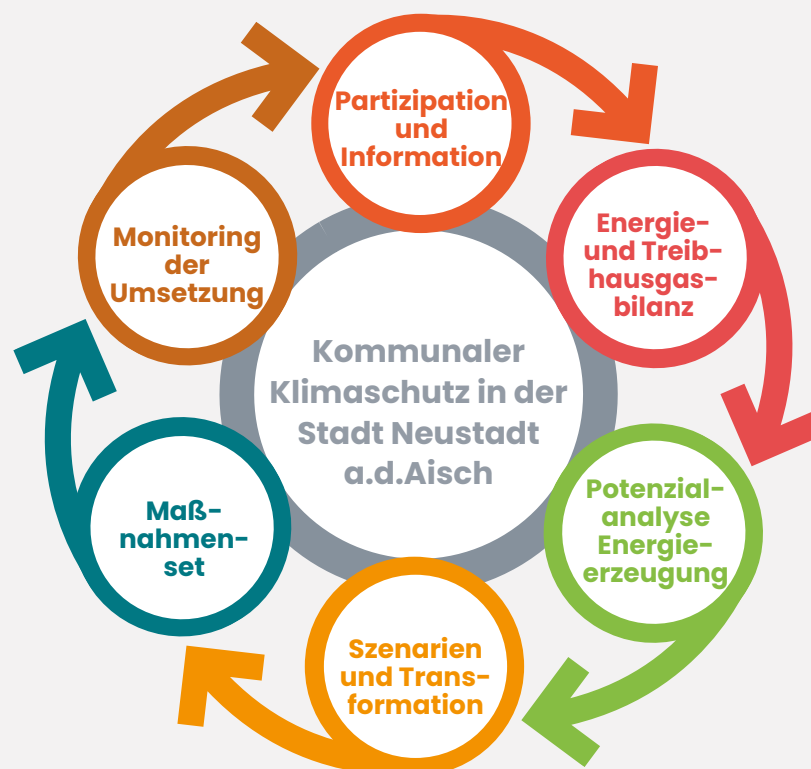 Partizipation
und
Information
Energie-
und Treib-
hausgas-
bilanz
Potenzial-
analyse
Energie-
erzeugung
Szenarien
und Trans-
formation
Maß-
nahmen-
set
Monitoring
der
Umsetzung
Kommunaler
Klimaschutz in der
Stadt Neustadt
a.d.Aisch